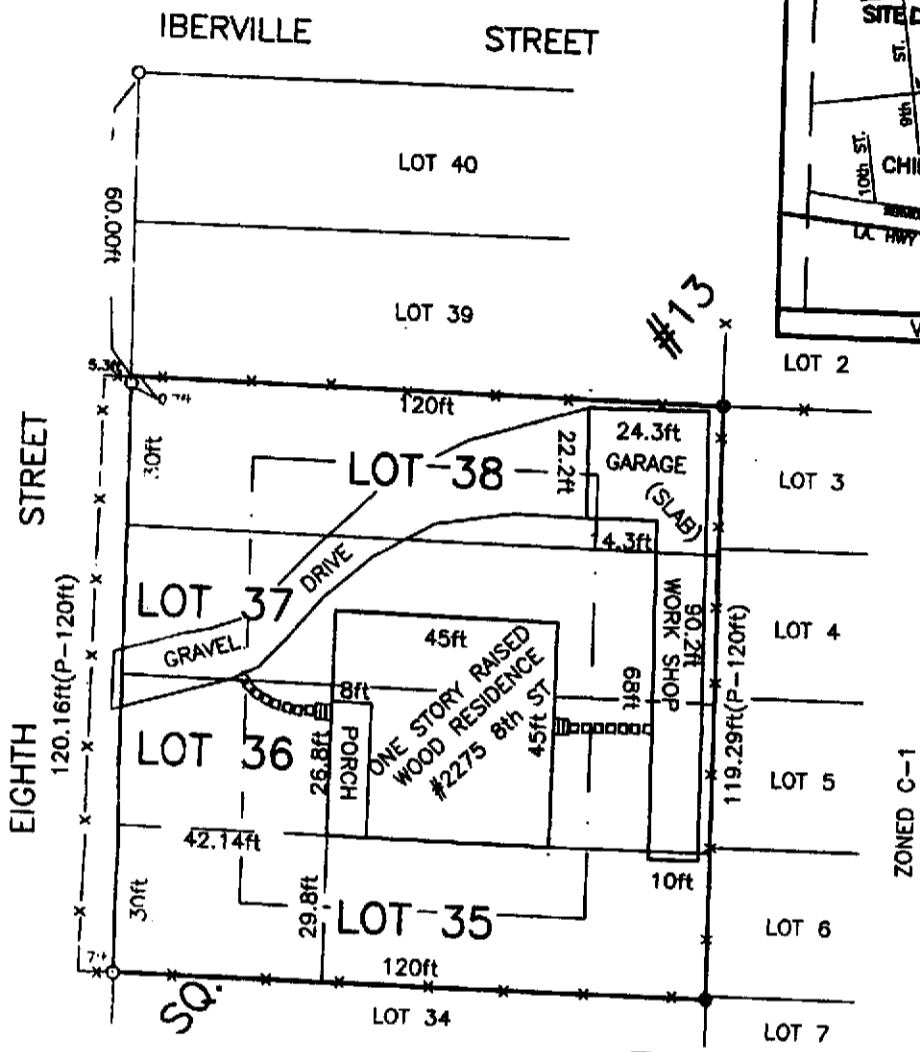 IBERVILLE STREET
SITE
ST.
9th
10th ST.
CHI
LA. HWY
V
LOT 40
60.00ft
LOT 39
#13
LOT 2
5.3ft
0.7ft
120ft
STREET
30ft
LOT 38
22.2ft
24.3ft
GARAGE
(SLAB)
LOT 3
14.3ft
LOT 37
DRIVE
GRAVEL
WORK SHOP
90.2ft
LOT 4
119.29ft(P-120ft)
120.16ft(P-120ft)
45ft
ONE STORY RAISED
WOOD RESIDENCE
#2275 8th ST
45ft
68ft
8ft
PORCH
26.8ft
EIGHTH
LOT 36
LOT 5
ZONED C-1
42.14ft
10ft
30ft
29.8ft
LOT 35
LOT 6
120ft
SQ.
LOT 34
LOT 7